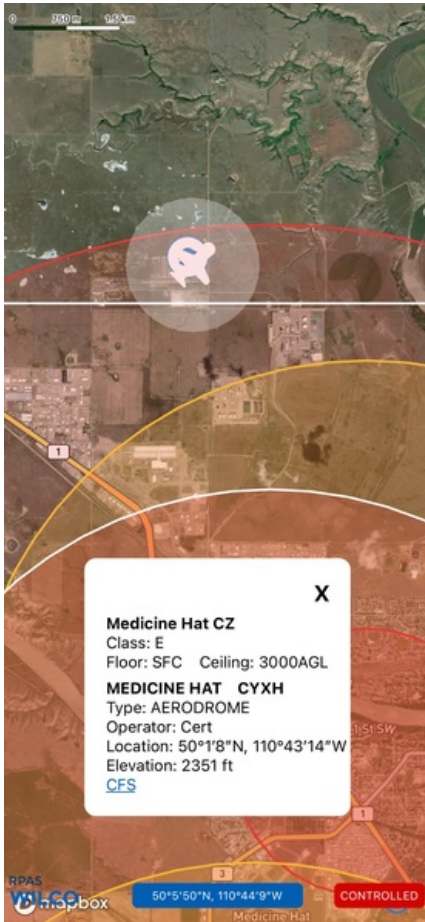 0 750 m 1.5 km
1
X
Medicine Hat CZ
Class: E
Floor: SFC Ceiling: 3000AGL
MEDICINE HAT CYXH
Type: AERODROME
Operator: Cert
Location: 50°1'8"N, 110°43'14"W
Elevation: 2351 ft
CFS
1 St SW
1
3
RPAS
WILCO
mapbox
50°5'50"N, 110°44'9"W
CONTROLLED
Medicine Hat